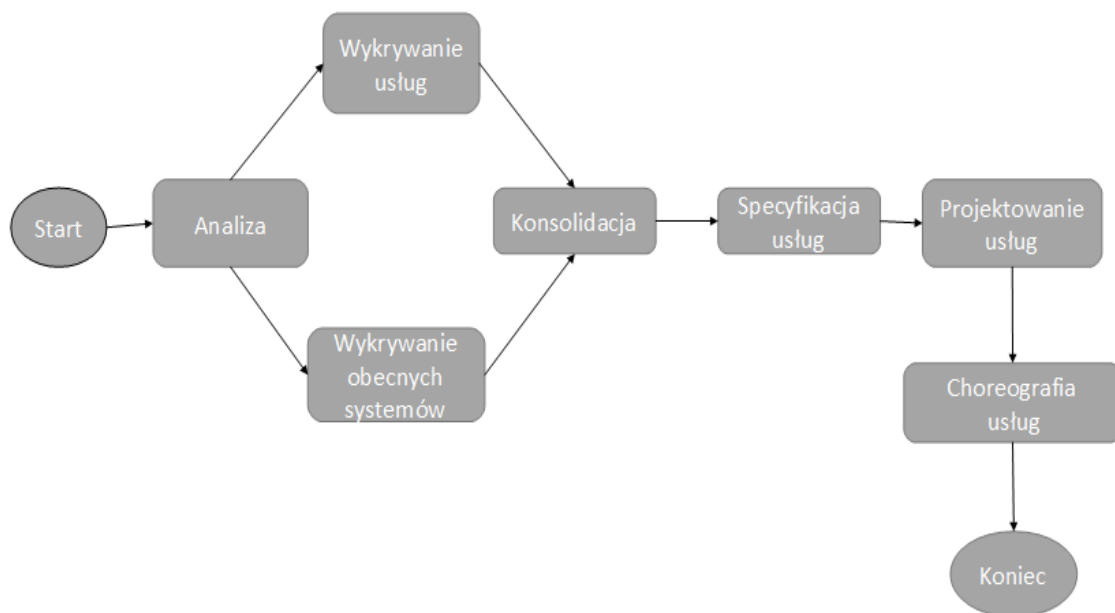 Wykrywanie
usług
Start
Analiza
Konsolidacja
Specyfikacja
usług
Projektowanie
usług
Wykrywanie
obecnych
systemów
Choreografia
usług
Koniec